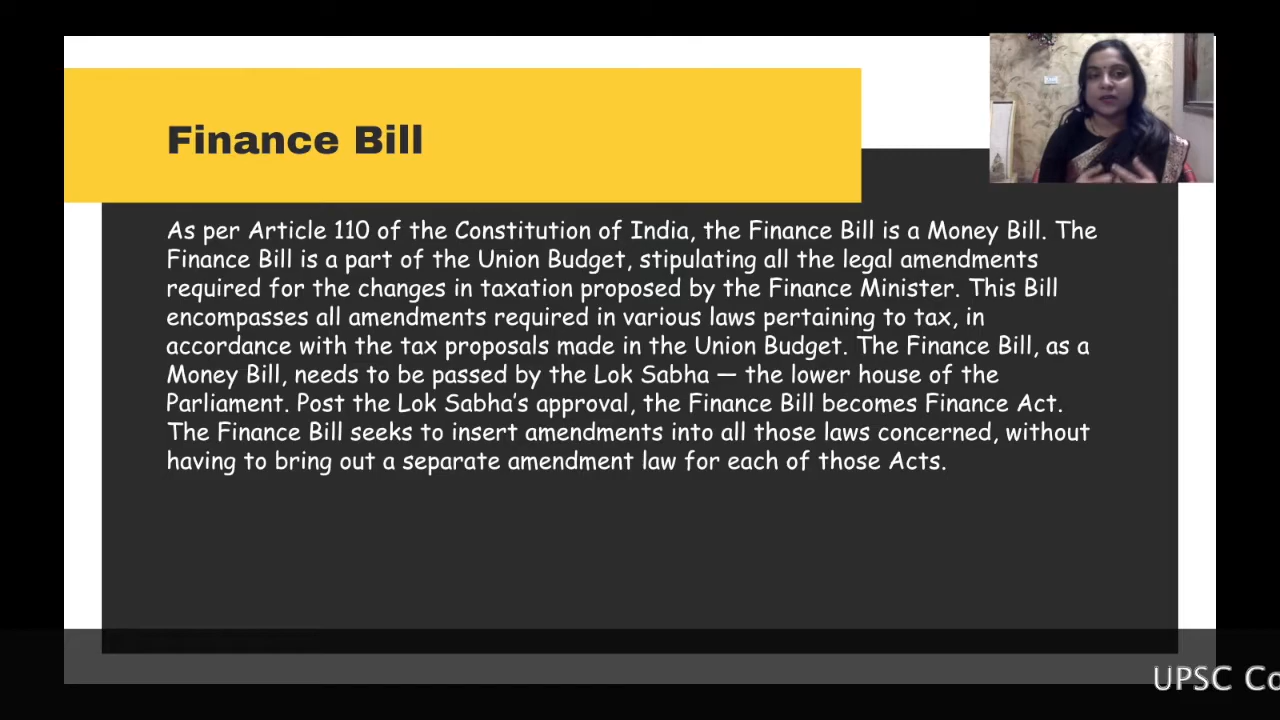 Finance Bill
As per Article 110 of the Constitution of India, the Finance Bill is a Money Bill. The
Finance Bill is a part of the Union Budget, stipulating all the legal amendments
required for the changes in taxation proposed by the Finance Minister. This Bill
encompasses all amendments required in various laws pertaining to tax, in
accordance with the tax proposals made in the Union Budget. The Finance Bill, as a
Money Bill, needs to be passed by the Lok Sabha — the lower house of the
Parliament. Post the Lok Sabha's approval, the Finance Bill becomes Finance Act.
The Finance Bill seeks to insert amendments into all those laws concerned, without
having to bring out a separate amendment law for each of those Acts.
UPSC Co